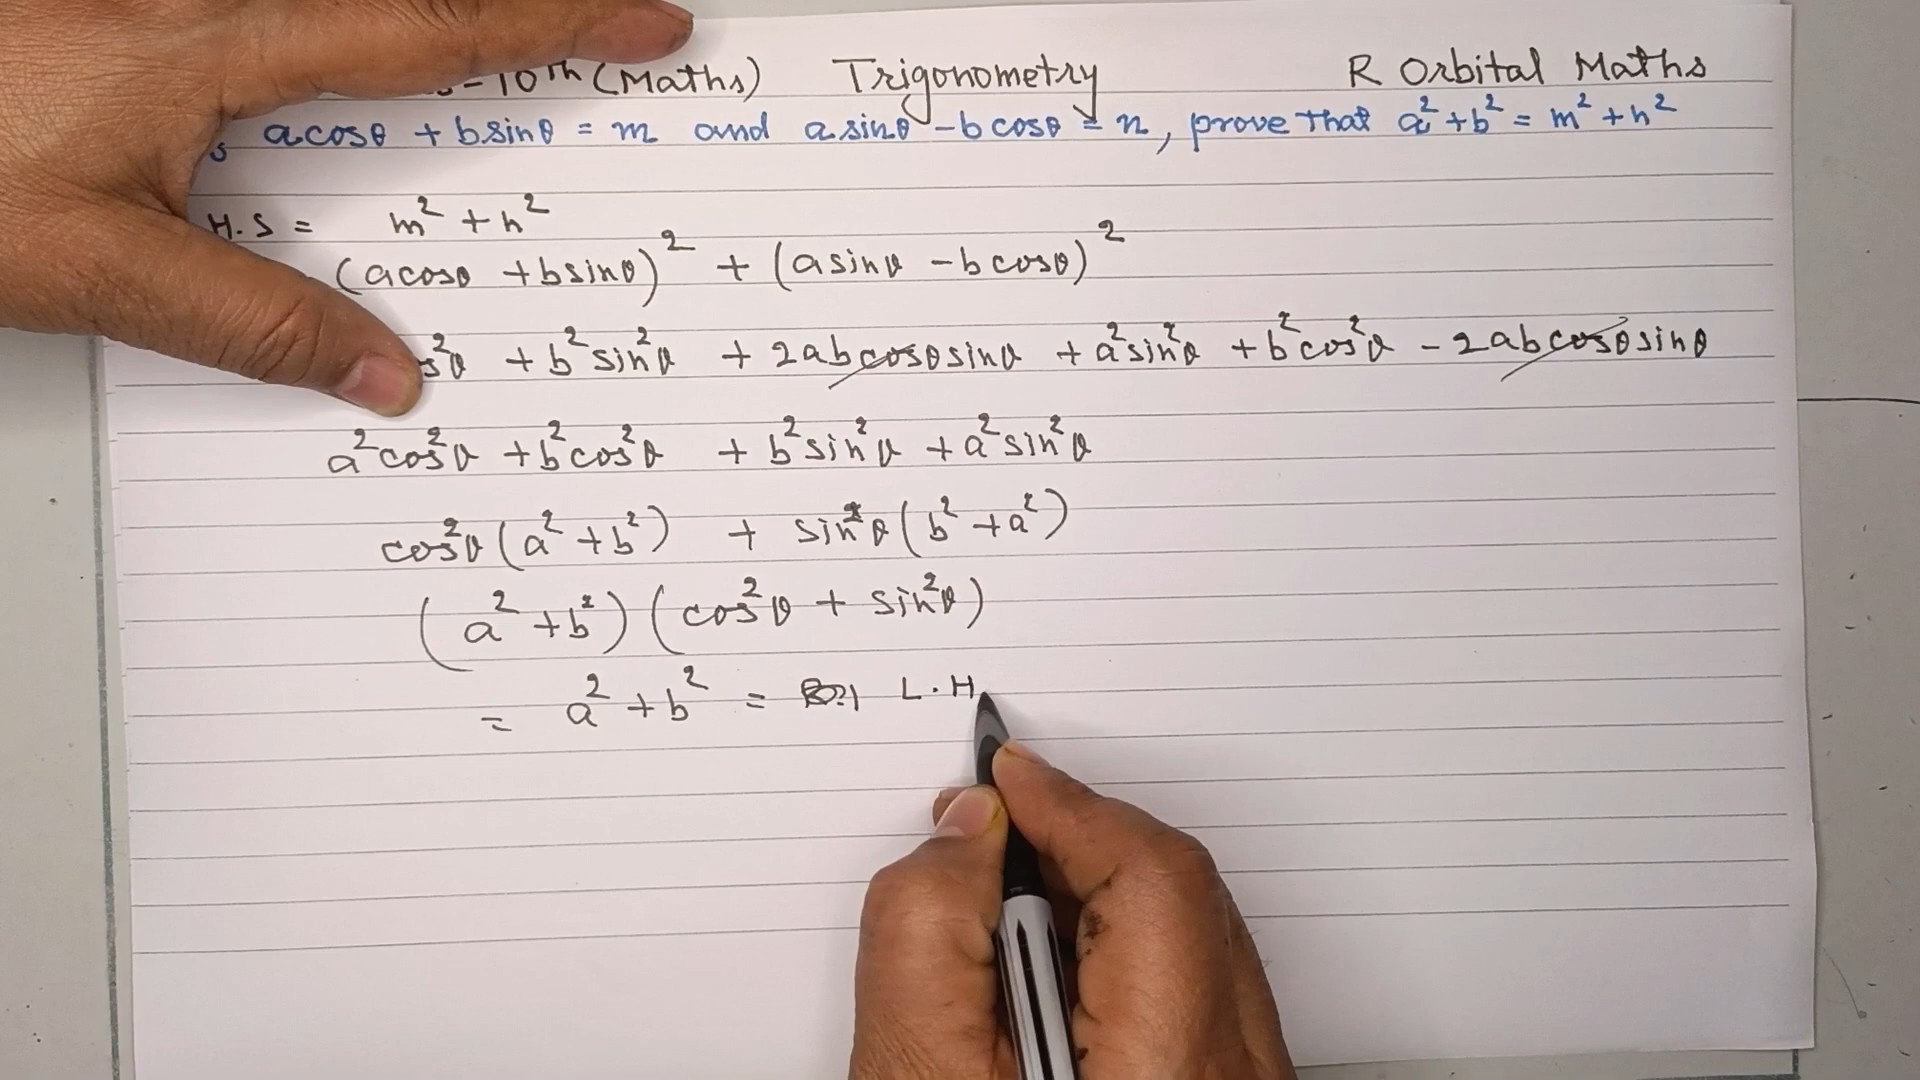 10th (Maths) Trigonometry R Orbital Maths
acosθ + bsinθ = m and asinθ - bcosθ = n, prove that a² + b² = m² + n²
H.S = m² + n²
(acosθ + bsinθ)² + (asinθ - bcosθ)²
s²θ + b²sin²θ + 2abcosθsinθ + a²sin²θ + b²cos²θ - 2abcosθsinθ
a²cos²θ + b²cos²θ + b²sin²θ + a²sin²θ
cos²θ(a² + b²) + sin²θ(b² + a²)
(a² + b²)(cos²θ + sin²θ)
= a² + b² = L.H